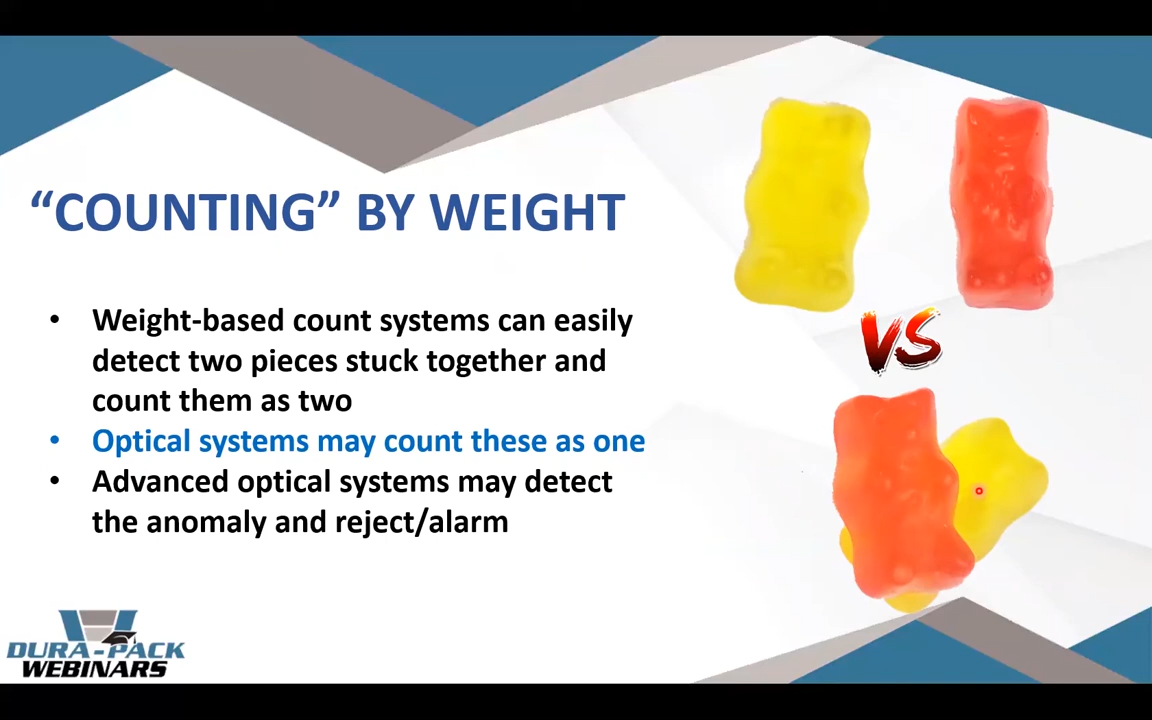 “COUNTING” BY WEIGHT
• Weight-based count systems can easily
detect two pieces stuck together and
count them as two
• Optical systems may count these as one
• Advanced optical systems may detect
the anomaly and reject/alarm
VS
DURA-PACK
WEBINARS